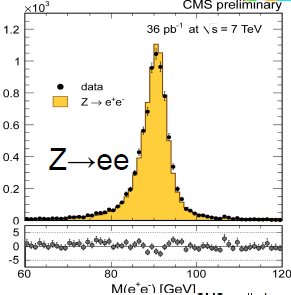 ×10³
CMS preliminary
36 pb⁻¹ at √s = 7 TeV
1.2
1
data
0.8
Z → e⁺e⁻
0.6
Z→ee
0.4
0.2
0
5
0
-5
60 80 100 120
M(e⁺e⁻) [GeV]